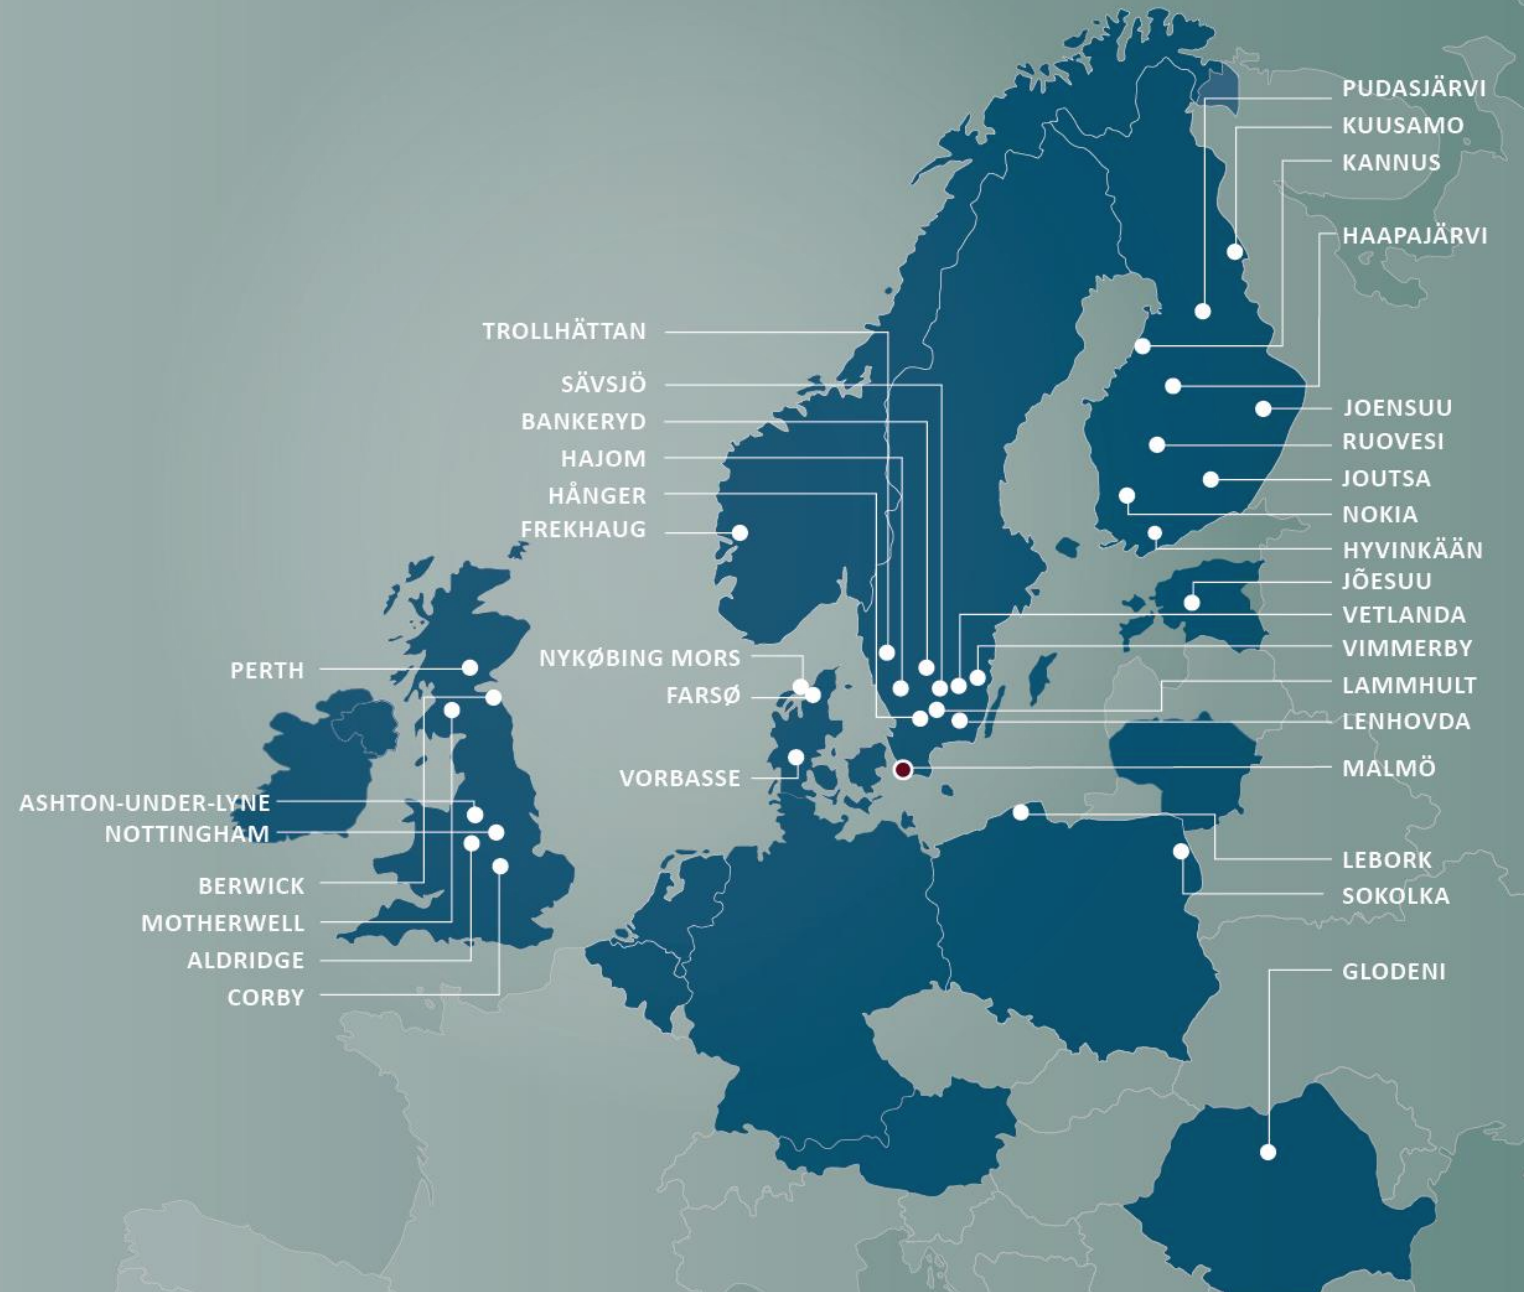 PUDASJÄRVI
KUUSAMO
KANNUS
HAAPAJÄRVI
TROLLHÄTTAN
SÄVSJÖ
BANKERYD
HAJOM
HÅNGER
FREKHAUG
JOENSUU
RUOVESI
JOUTSA
NOKIA
HYVINKÄÄN
JÕESUU
VETLANDA
VIMMERBY
LAMMHULT
LENHOVDA
MALMÖ
NYKØBING MORS
FARSØ
VORBASSE
PERTH
ASHTON-UNDER-LYNE
NOTTINGHAM
BERWICK
MOTHERWELL
ALDRIDGE
CORBY
LEBORK
SOKOLKA
GLODENI